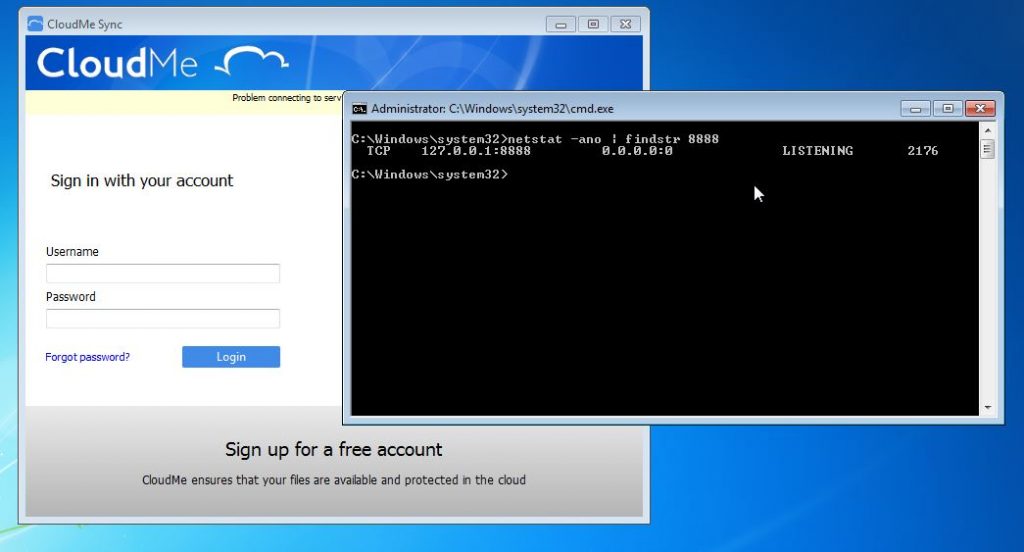 CloudMe Sync
CloudMe
Problem connecting to
Sign in with your account
Username
Password
Forgot password?
Login
Sign up for a free account
CloudMe ensures that your files are available and protected in the cloud
Administrator: C:\Windows\system32\cmd.exe
C:\Windows\system32>netstat -ano | findstr 8888
TCP 127.0.0.1:8888 0.0.0.0:0 LISTENING 2176
C:\Windows\system32>